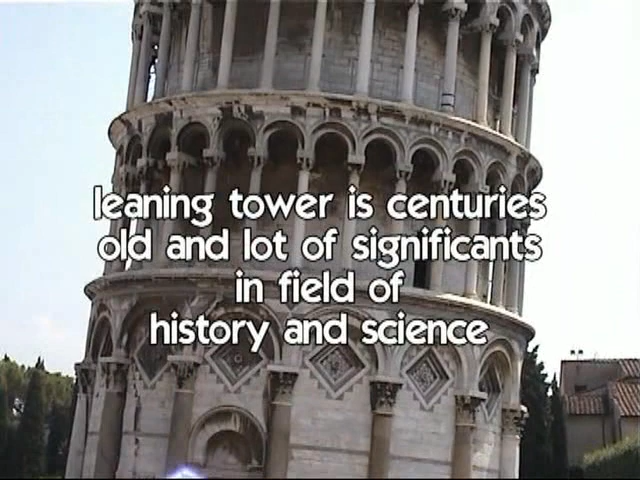 leaning tower is centuries
old and lot of significants
in field of
history and science